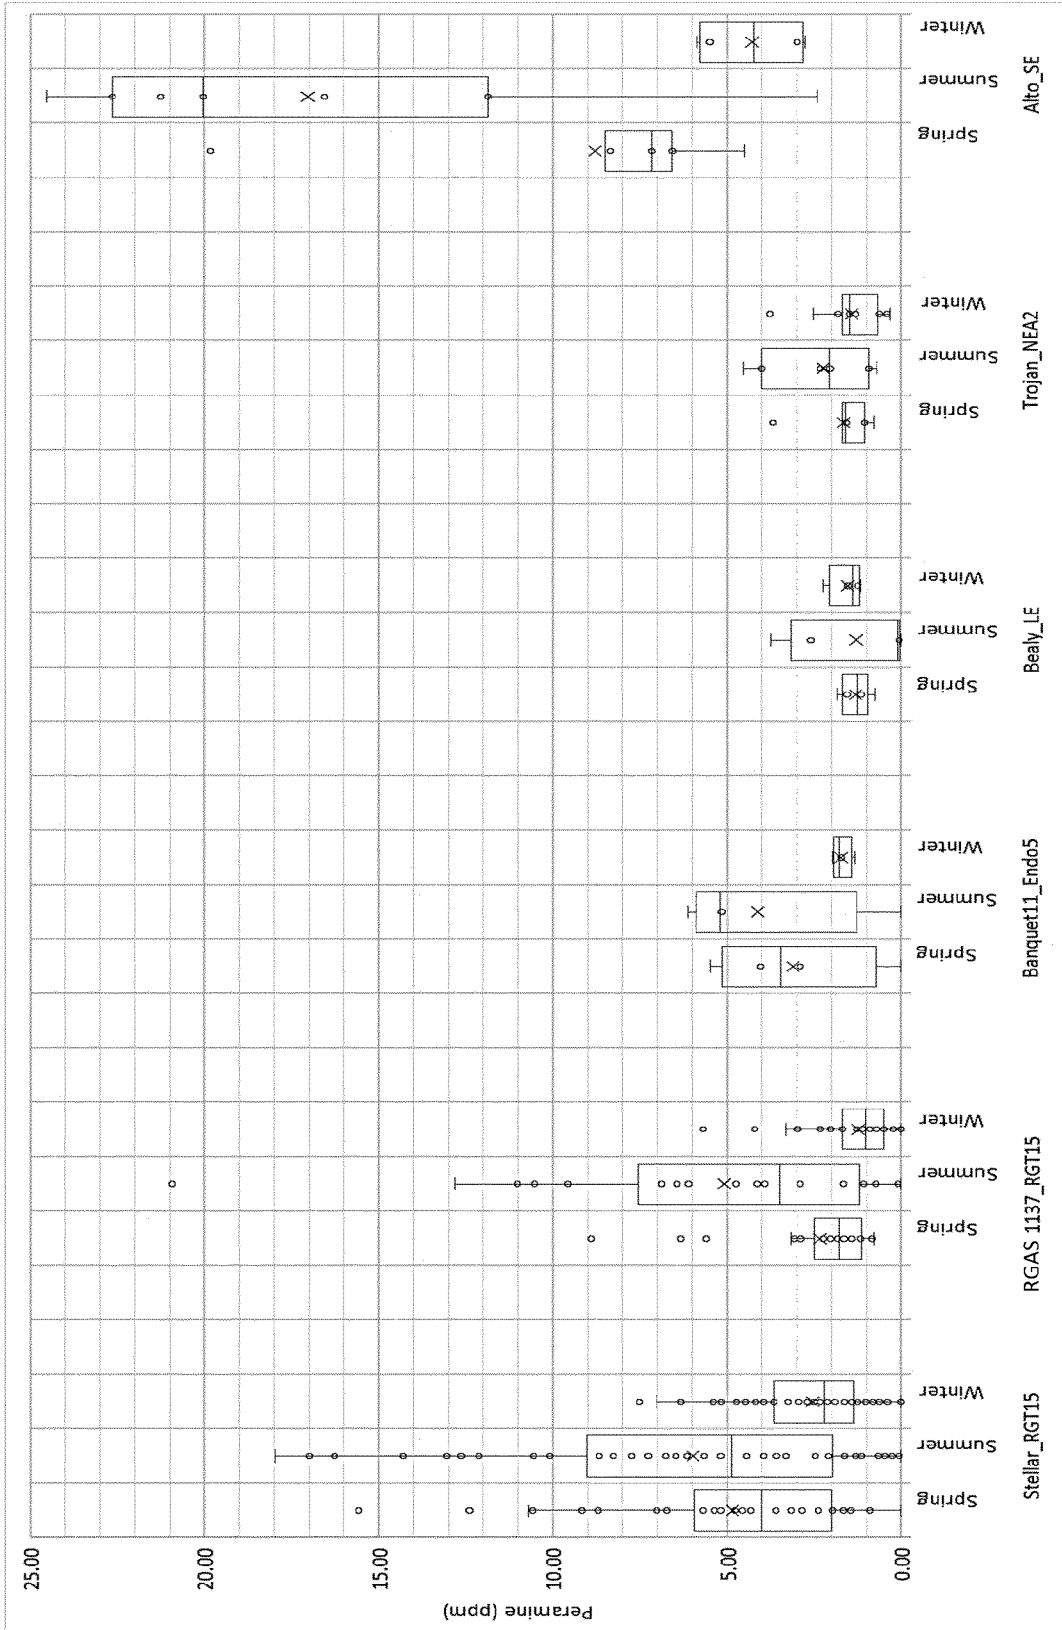 Peramine (ppm)
25.00
20.00
15.00
10.00
5.00
0.00
Spring
Summer
Winter
Stellar_RGT15
Spring
Summer
Winter
RGAS 1137_RGT15
Spring
Summer
Winter
Banquet11_Endo5
Spring
Summer
Winter
Bealy_LE
Spring
Summer
Winter
Trojan_NEA2
Spring
Summer
Winter
Alto_SE